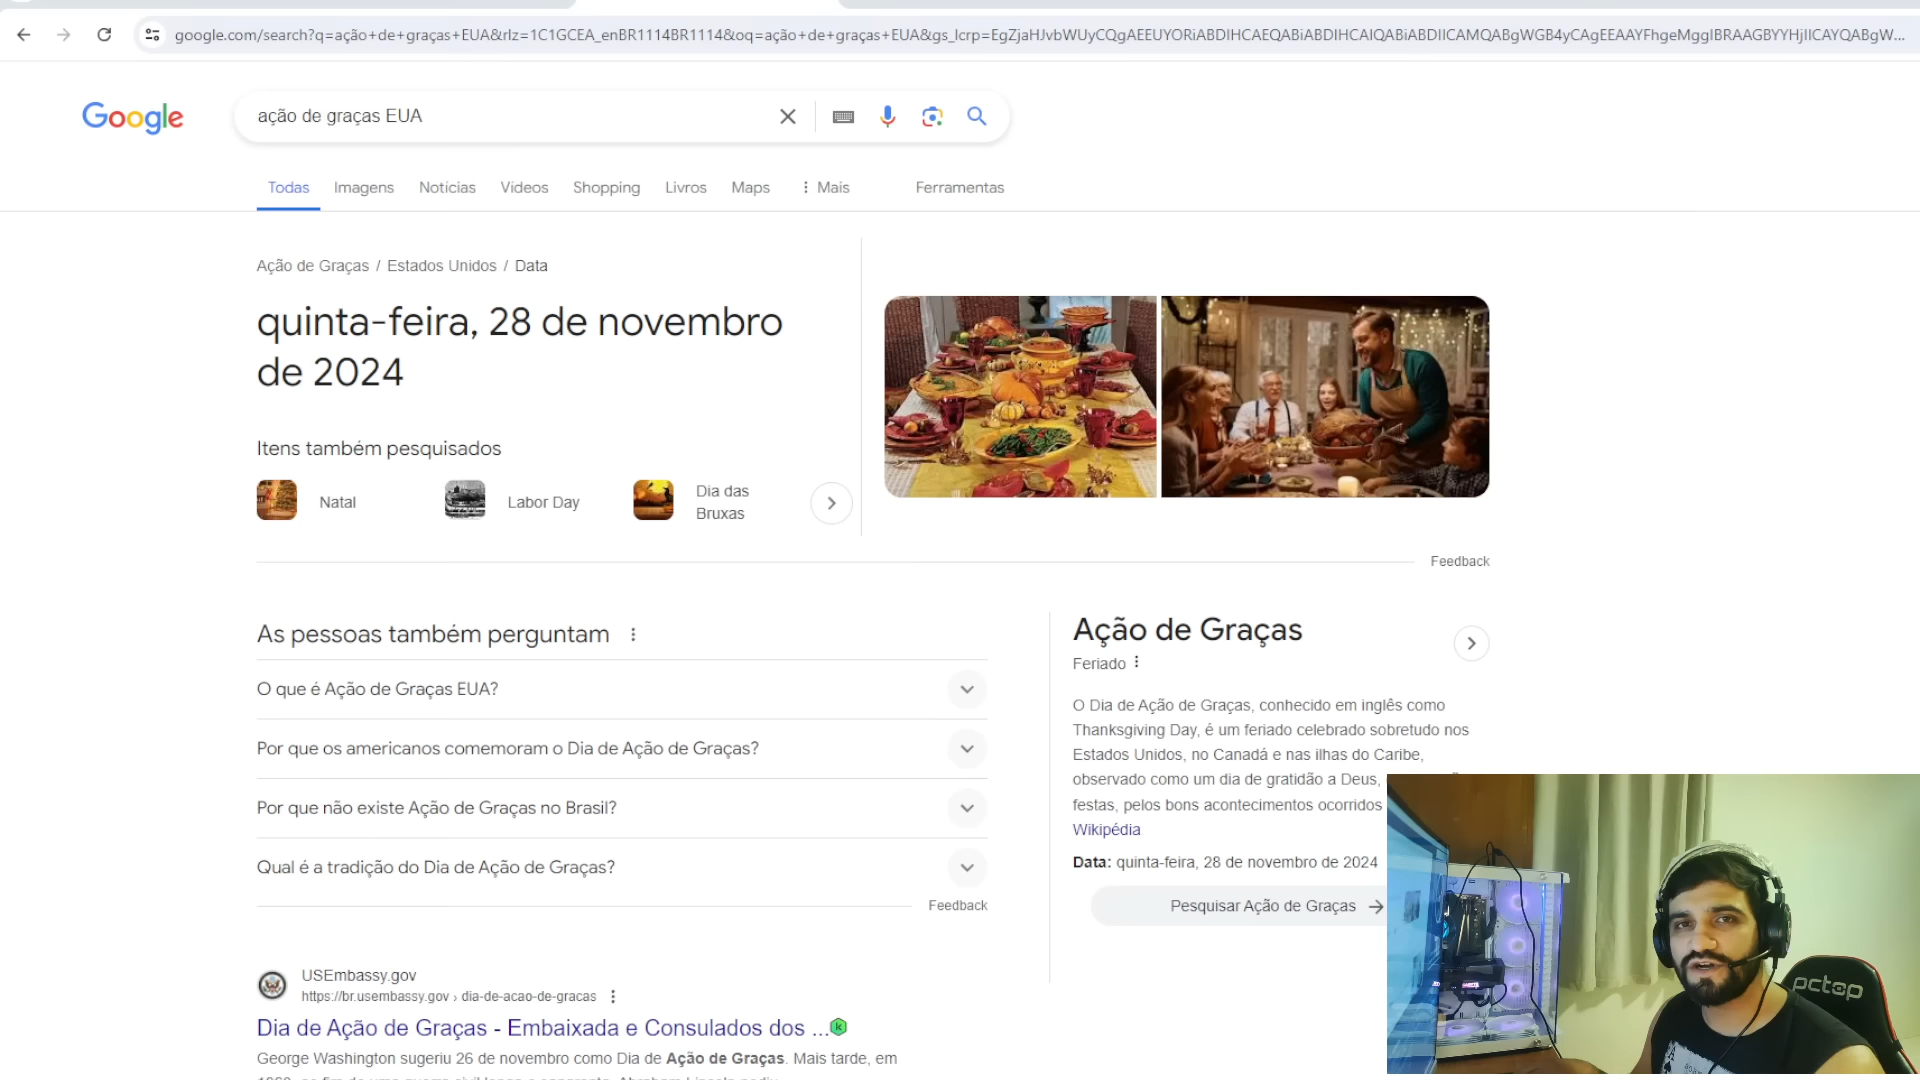 google.com/search?q=ação+de+graças+EUA&rlz=1C1GCEA_enBR1114BR1114&oq=ação+de+graças+EUA&gs_lcrp=EgZjaHJvbWUyCQgAEEUYORiABDIHCAEQABiABDIHCAIQABiABDIICAMQABgWGB4yCAgEEAAYFhgeMggIBRAAGBYYHjIICAYQABgW...
Google
ação de graças EUA
Todas Imagens Notícias Vídeos Shopping Livros Maps Mais Ferramentas
Ação de Graças / Estados Unidos / Data
quinta-feira, 28 de novembro
de 2024
Itens também pesquisados
Natal
Labor Day
Dia das
Bruxas
Feedback
As pessoas também perguntam
O que é Ação de Graças EUA?
Por que os americanos comemoram o Dia de Ação de Graças?
Por que não existe Ação de Graças no Brasil?
Qual é a tradição do Dia de Ação de Graças?
Feedback
Ação de Graças
Feriado
O Dia de Ação de Graças, conhecido em inglês como
Thanksgiving Day, é um feriado celebrado sobretudo nos
Estados Unidos, no Canadá e nas ilhas do Caribe,
observado como um dia de gratidão a Deus,
festas, pelos bons acontecimentos ocorridos
Wikipédia
Data: quinta-feira, 28 de novembro de 2024
Pesquisar Ação de Graças
pctop
USEmbassy.gov
https://br.usembassy.gov › dia-de-acao-de-gracas
Dia de Ação de Graças - Embaixada e Consulados dos ...
George Washington sugeriu 26 de novembro como Dia de Ação de Graças. Mais tarde, em